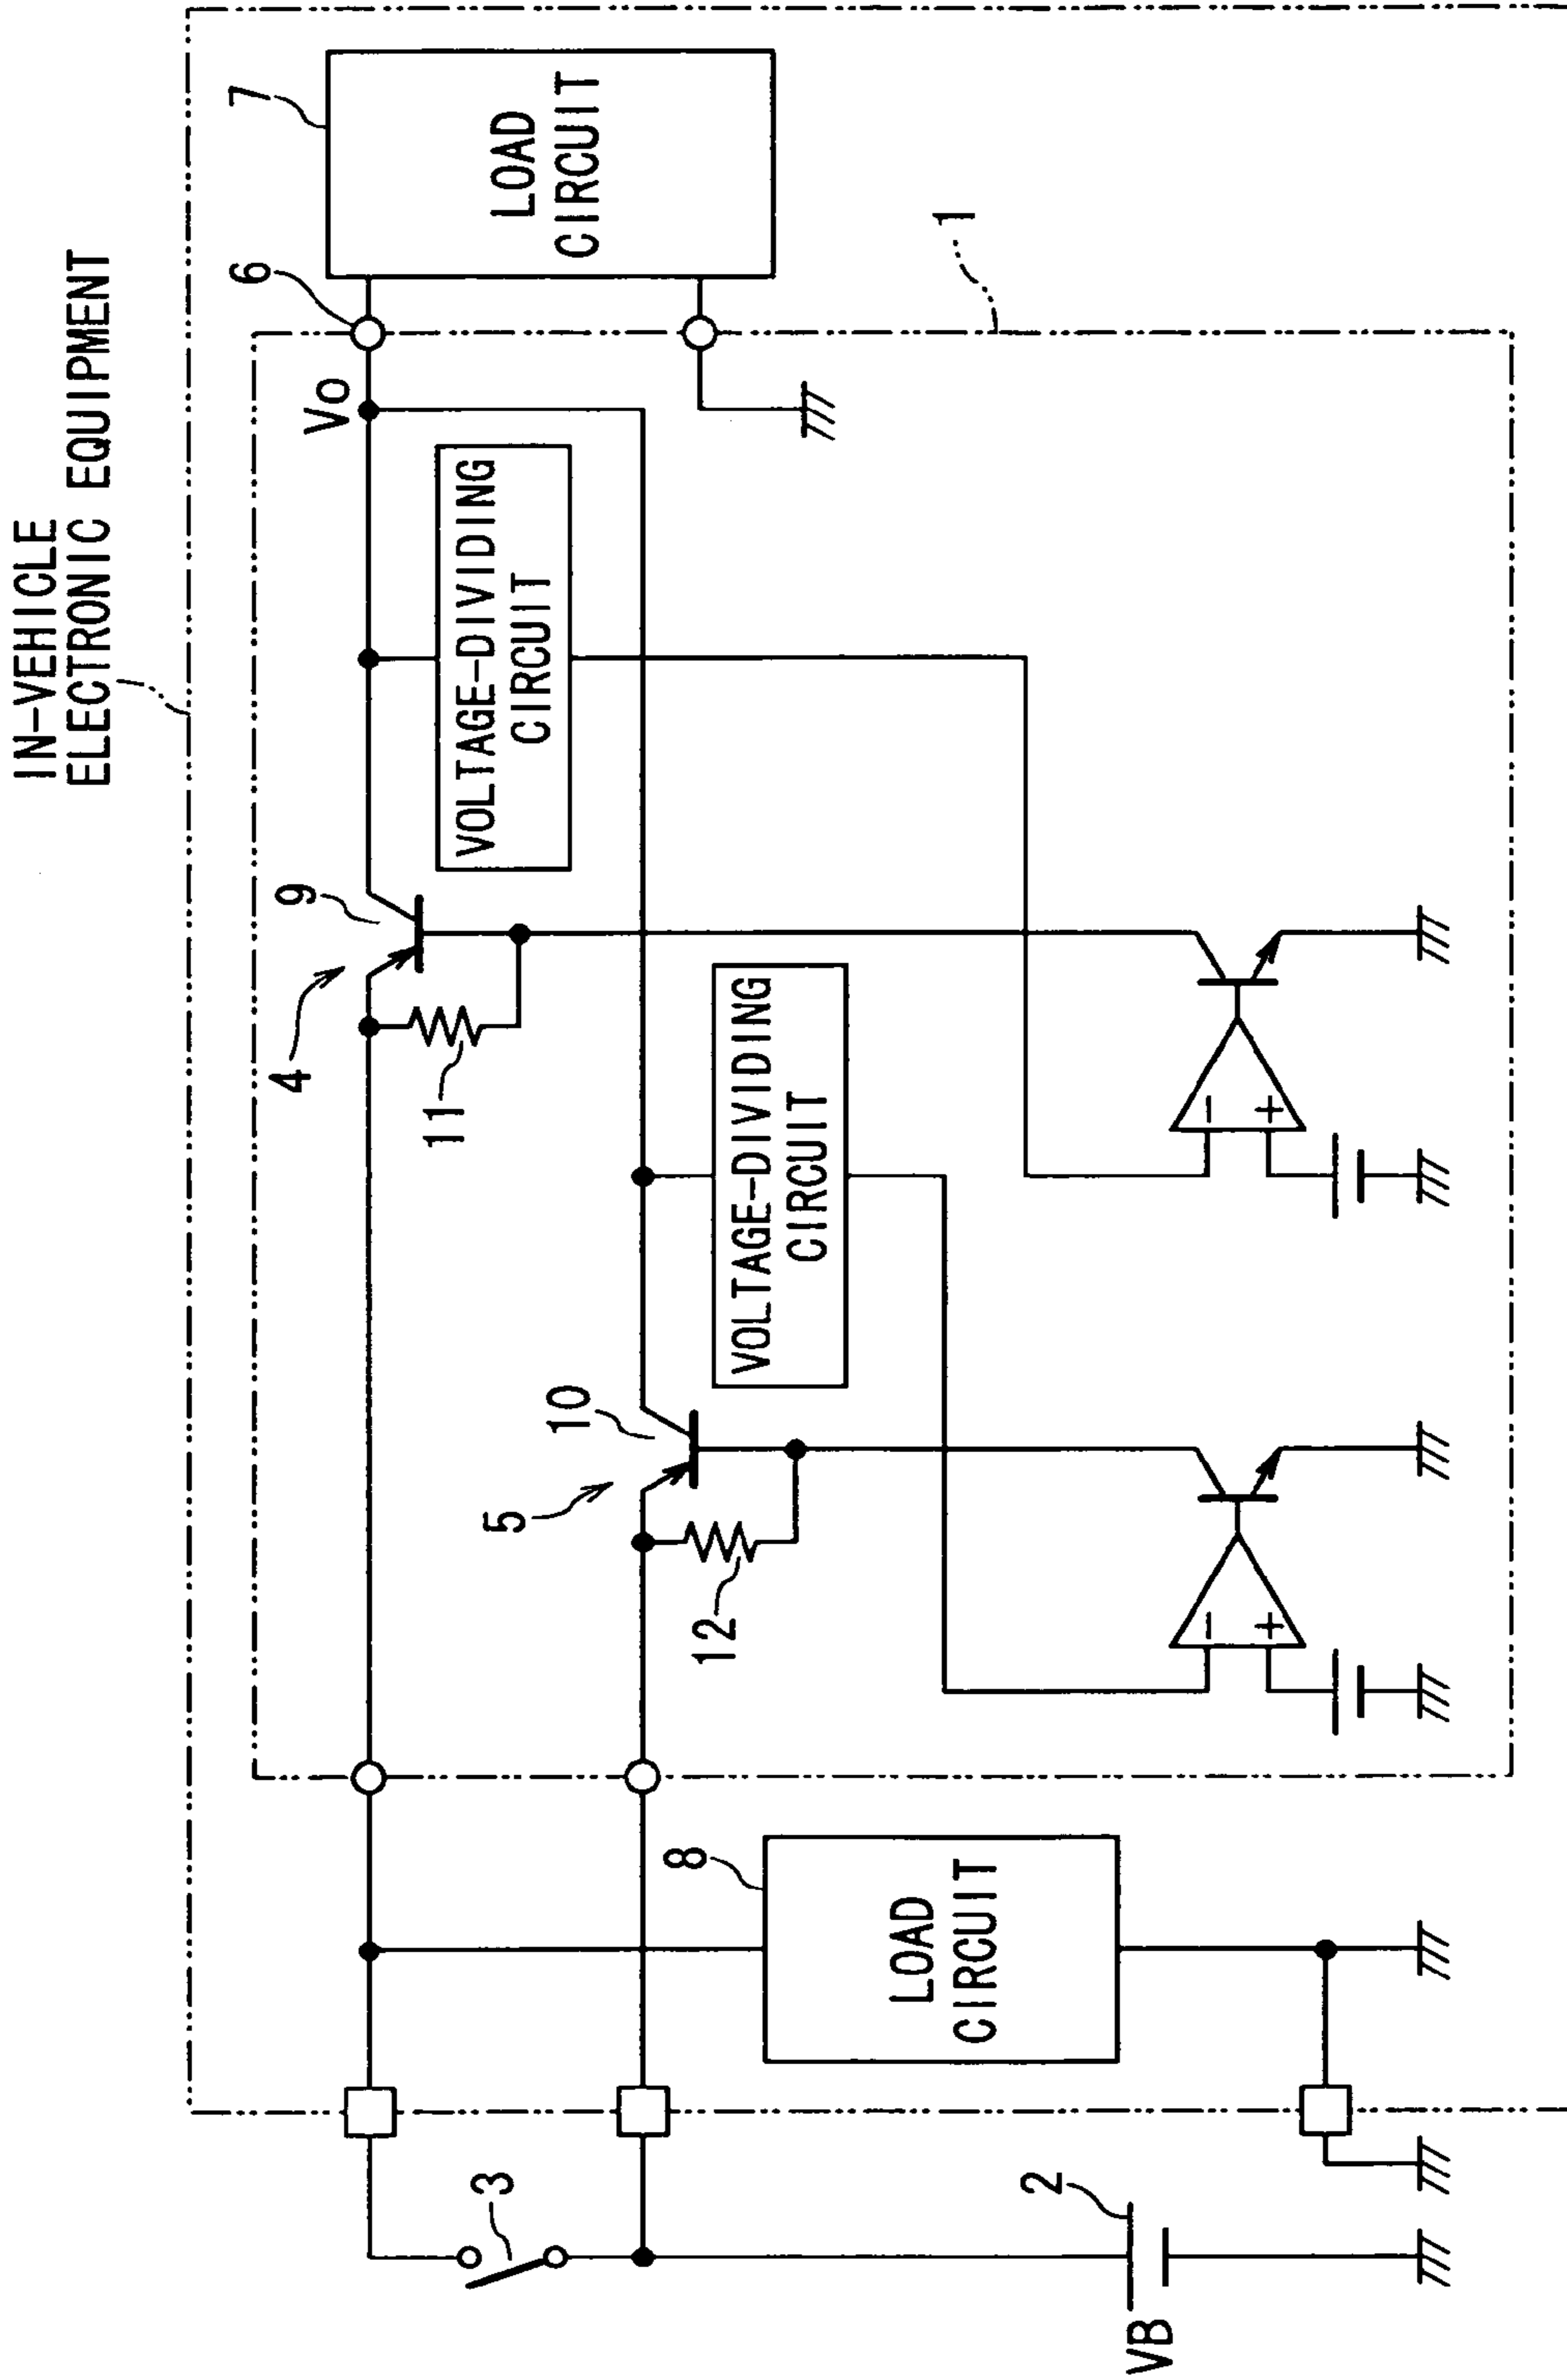 IN-VEHICLE
ELECTRONIC EQUIPMENT
7
LOAD
CIRCUIT
6
1
Vo
VOLTAGE-DIVIDING
CIRCUIT
9
4
11
VOLTAGE-DIVIDING
CIRCUIT
10
5
12
−
+
−
+
8
LOAD
CIRCUIT
3
2
VB